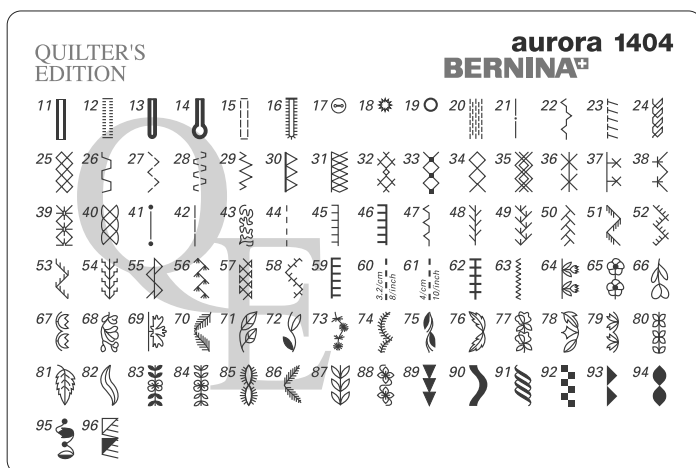 QUILTER'S
EDITION
aurora 1404
BERNINA
11 12 13 14 15 16 17 18 19 20 21 22 23 24
25 26 27 28 29 30 31 32 33 34 35 36 37 38
39 40 41 42 43 44 45 46 47 48 49 50 51 52
53 54 55 56 57 58 59 60 3.2/cm 8/inch 61 4/cm 10/inch 62 63 64 65 66
67 68 69 70 71 72 73 74 75 76 77 78 79 80
81 82 83 84 85 86 87 88 89 90 91 92 93 94
95 96
QE